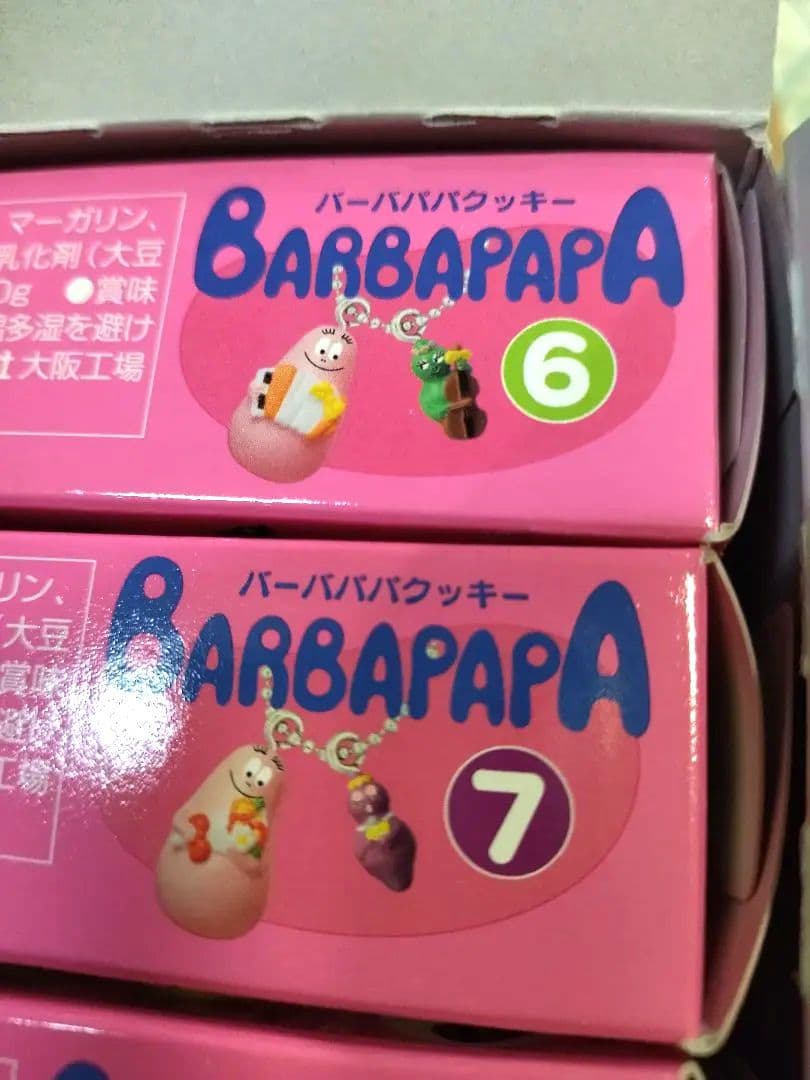 マーガリン、
乳化剤(大豆
0g ●賞味
多湿を避け
大阪工場
バーバパパクッキー
BARBAPAPA
6
リン、
大豆
賞味
工場
バーバパパクッキー
BARBAPAPA
7